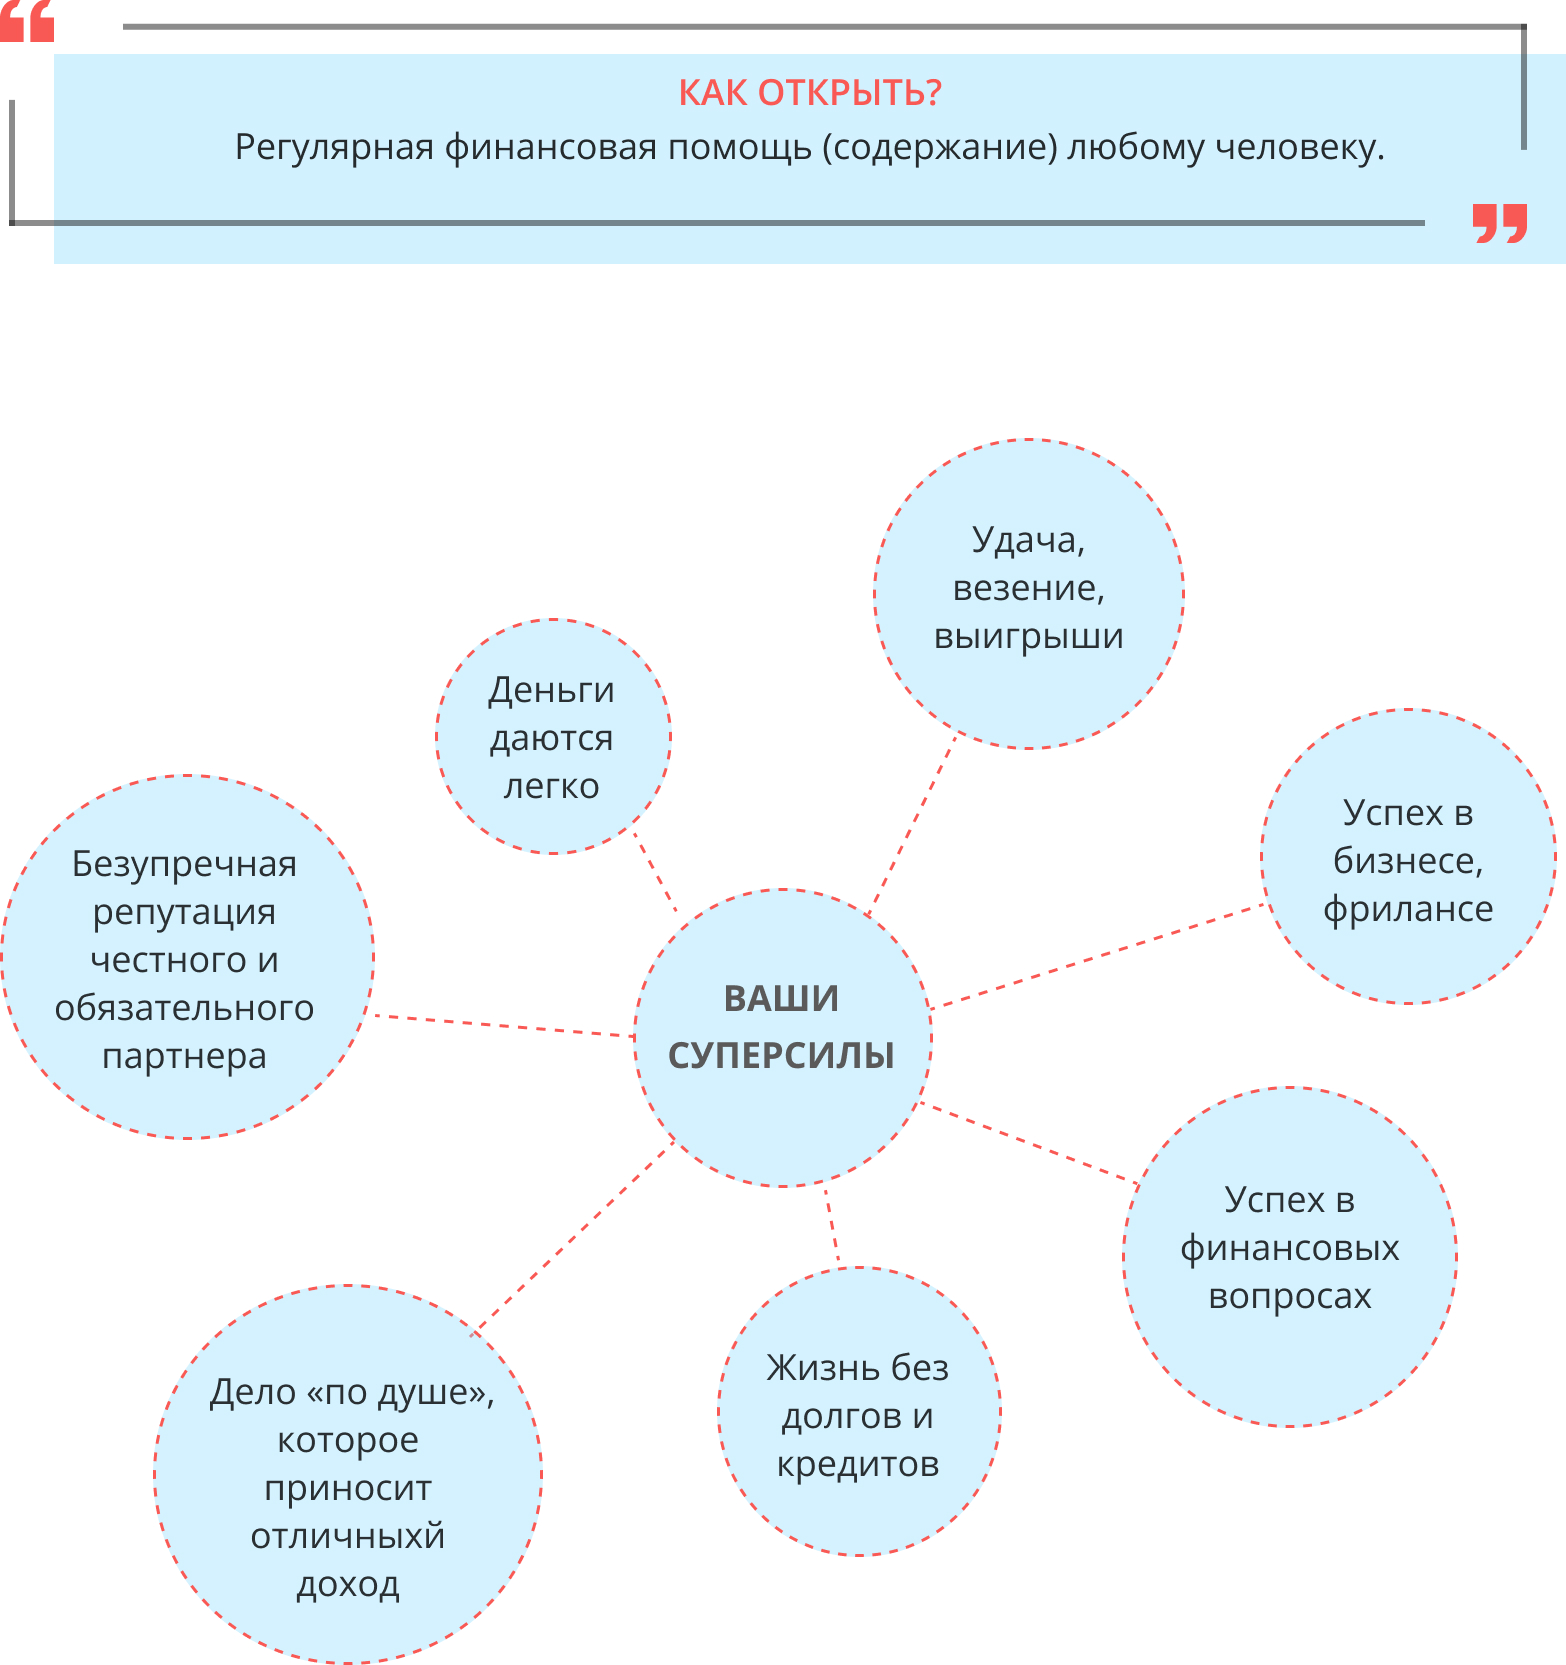 КАК ОТКРЫТЬ?
Регулярная финансовая помощь (содержание) любому человеку.
Удача,
везение,
выигрыши
Деньги
даются
легко
Успех в
бизнесе,
фрилансе
Безупречная
репутация
честного и
обязательного
партнера
ВАШИ
СУПЕРСИЛЫ
Успех в
финансовых
вопросах
Жизнь без
долгов и
кредитов
Дело «по душе»,
которое
приносит
отличныхй
доход